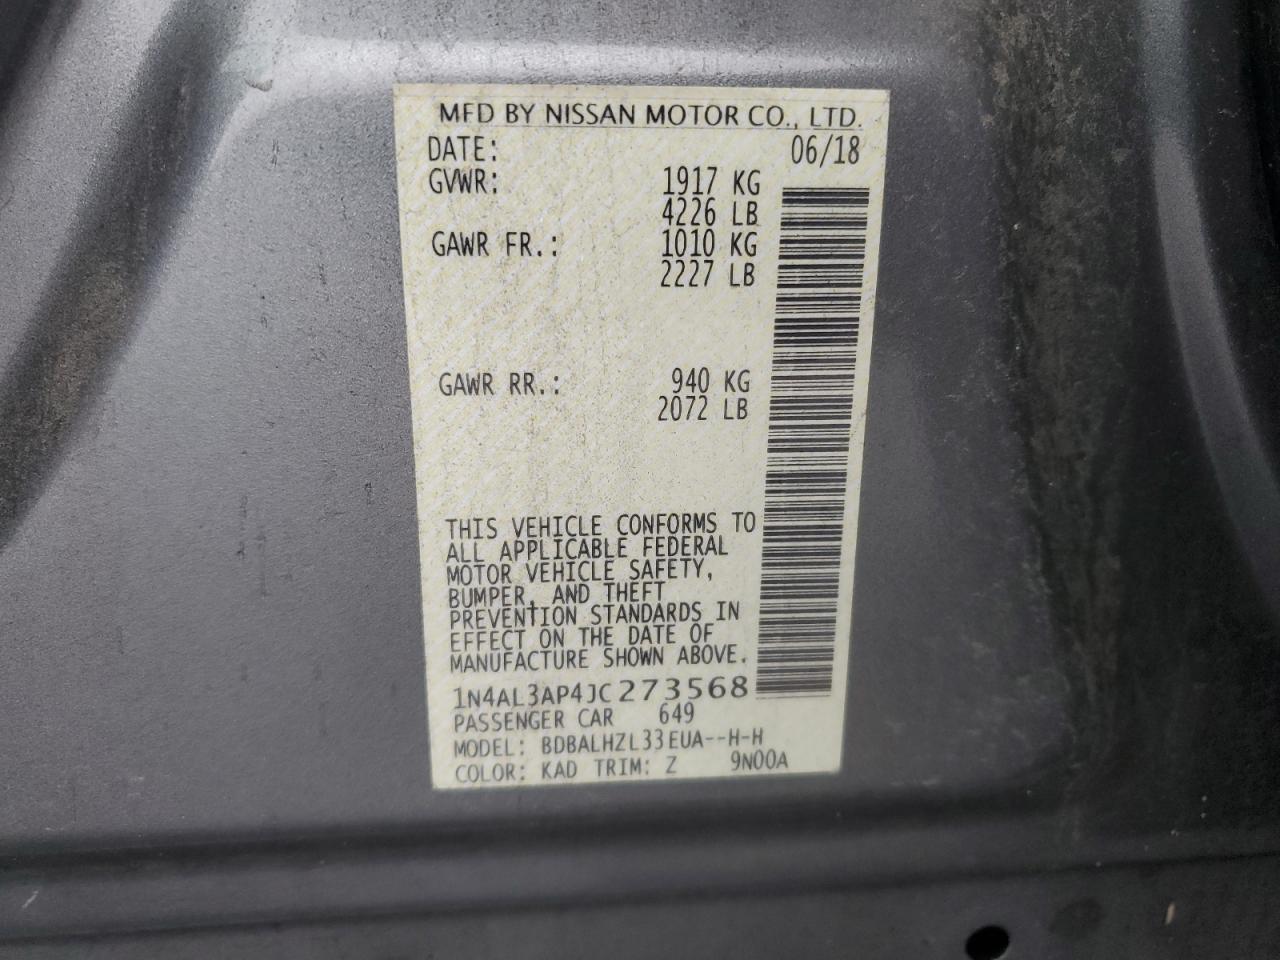 MFD BY NISSAN MOTOR CO., LTD.
DATE: 06/18
GVWR: 1917 KG
4226 LB
GAWR FR.: 1010 KG
2227 LB
GAWR RR.: 940 KG
2072 LB
THIS VEHICLE CONFORMS TO
ALL APPLICABLE FEDERAL
MOTOR VEHICLE SAFETY,
BUMPER, AND THEFT
PREVENTION STANDARDS IN
EFFECT ON THE DATE OF
MANUFACTURE SHOWN ABOVE.
1N4AL3AP4JC273568
PASSENGER CAR 649
MODEL: BDBALHZL33EUA--H-H
COLOR: KAD TRIM: Z 9N00A